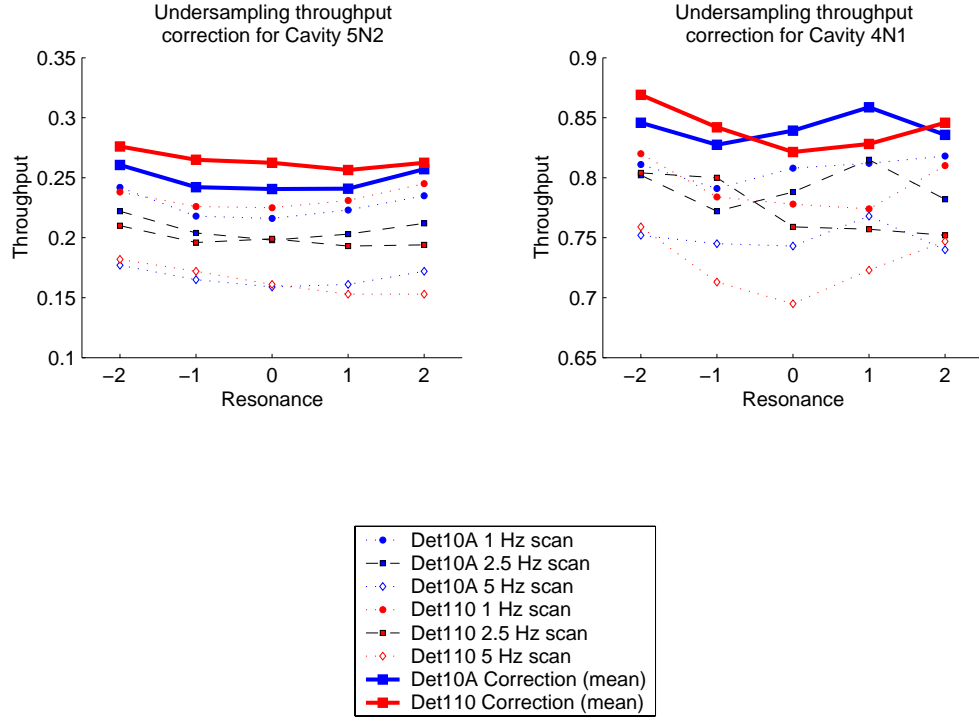 Undersampling throughput
correction for Cavity 5N2
0.35
0.3
0.25
0.2
0.15
0.1
Throughput
−2 −1 0 1 2
Resonance
Undersampling throughput
correction for Cavity 4N1
0.9
0.85
0.8
0.75
0.7
0.65
Throughput
−2 −1 0 1 2
Resonance
Det10A 1 Hz scan
Det10A 2.5 Hz scan
Det10A 5 Hz scan
Det110 1 Hz scan
Det110 2.5 Hz scan
Det110 5 Hz scan
Det10A Correction (mean)
Det110 Correction (mean)